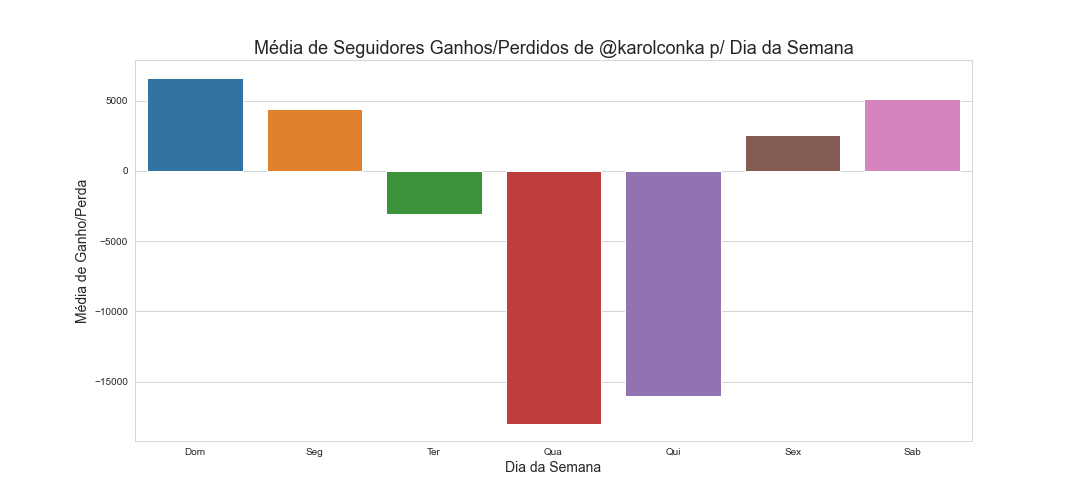 Média de Seguidores Ganhos/Perdidos de @karolconka p/ Dia da Semana
5000
0
−5000
−10000
−15000
Média de Ganho/Perda
Dom Seg Ter Qua Qui Sex Sab
Dia da Semana